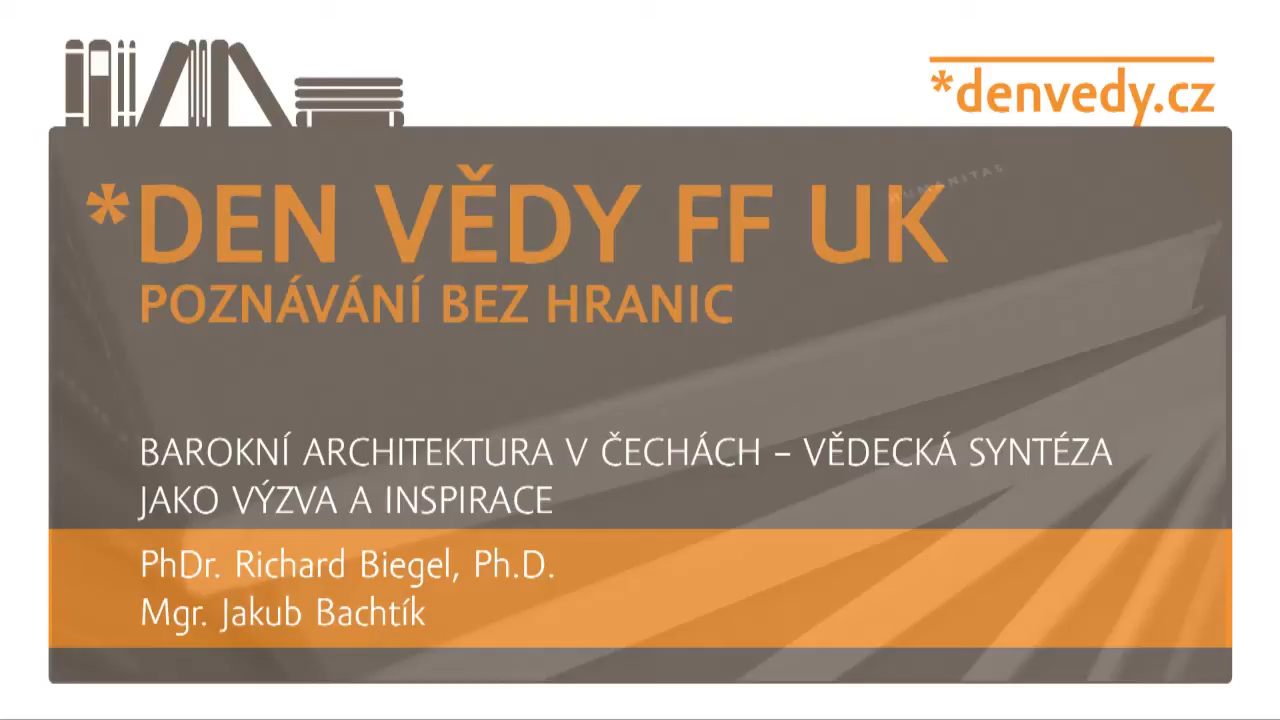 *denvedy.cz
HUMANITAS
*DEN VĚDY FF UK
POZNÁVÁNÍ BEZ HRANIC
BAROKNÍ ARCHITEKTURA V ČECHÁCH – VĚDECKÁ SYNTÉZA
JAKO VÝZVA A INSPIRACE
PhDr. Richard Biegel, Ph.D.
Mgr. Jakub Bachtík